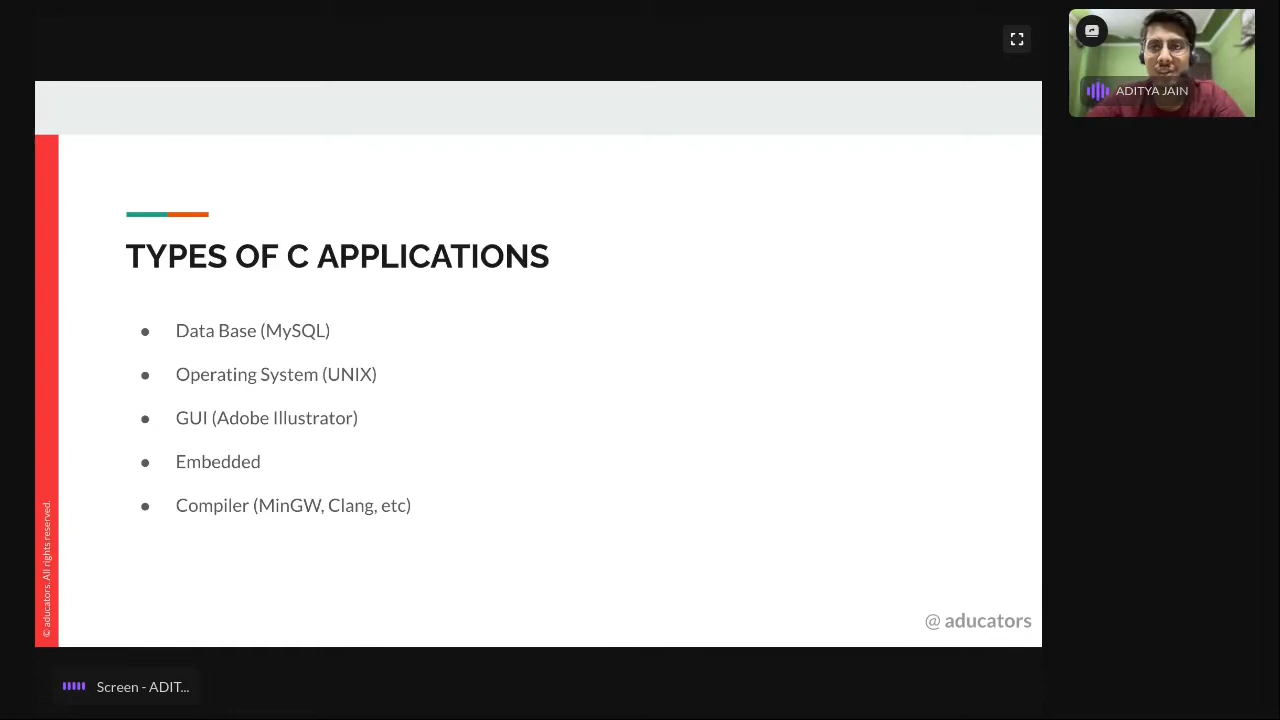 ADITYA JAIN
TYPES OF C APPLICATIONS
● Data Base (MySQL)
● Operating System (UNIX)
● GUI (Adobe Illustrator)
● Embedded
● Compiler (MinGW, Clang, etc)
© aducators. All rights reserved.
@ aducators
Screen - ADIT...